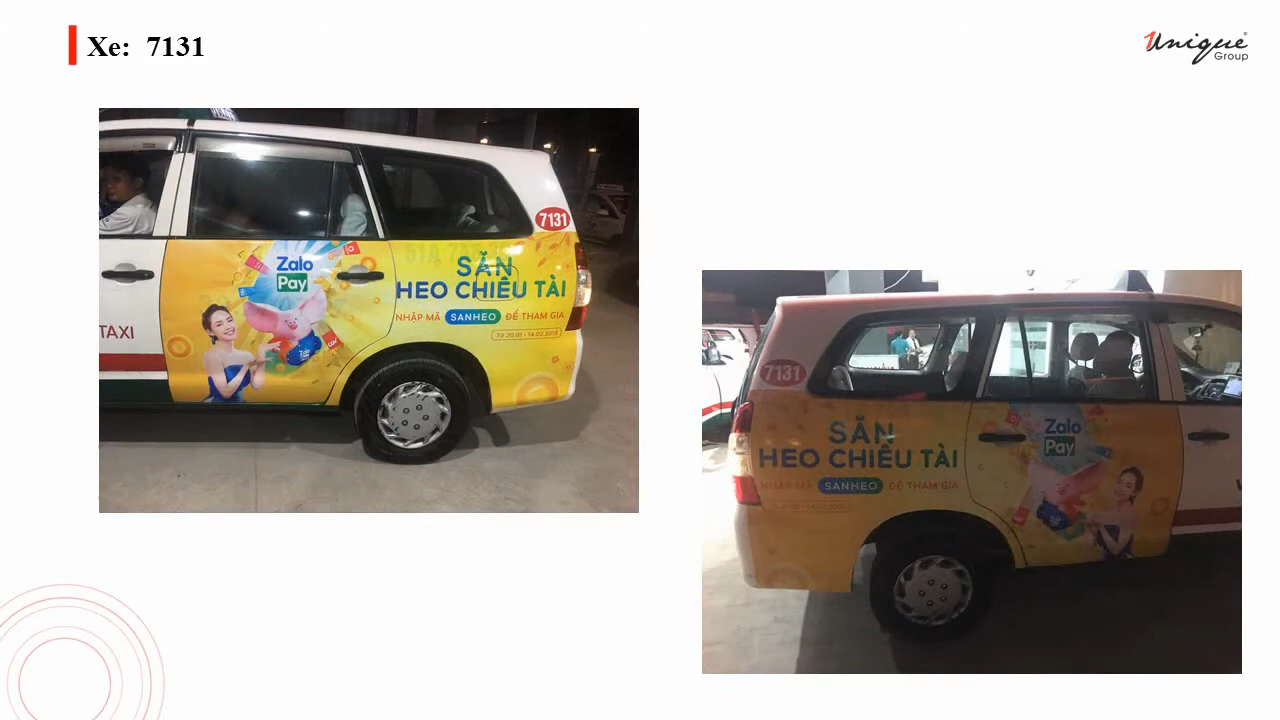 Xe: 7131
Unique
Group
7131
Zalo
Pay
SĂN
HEO CHIÊU TÀI
NHẬP MÃ SANHEO ĐỂ THAM GIA
TAXI
7131
SĂN
HEO CHIÊU TÀI
NHẬP MÃ SANHEO ĐỂ THAM GIA
Zalo
Pay